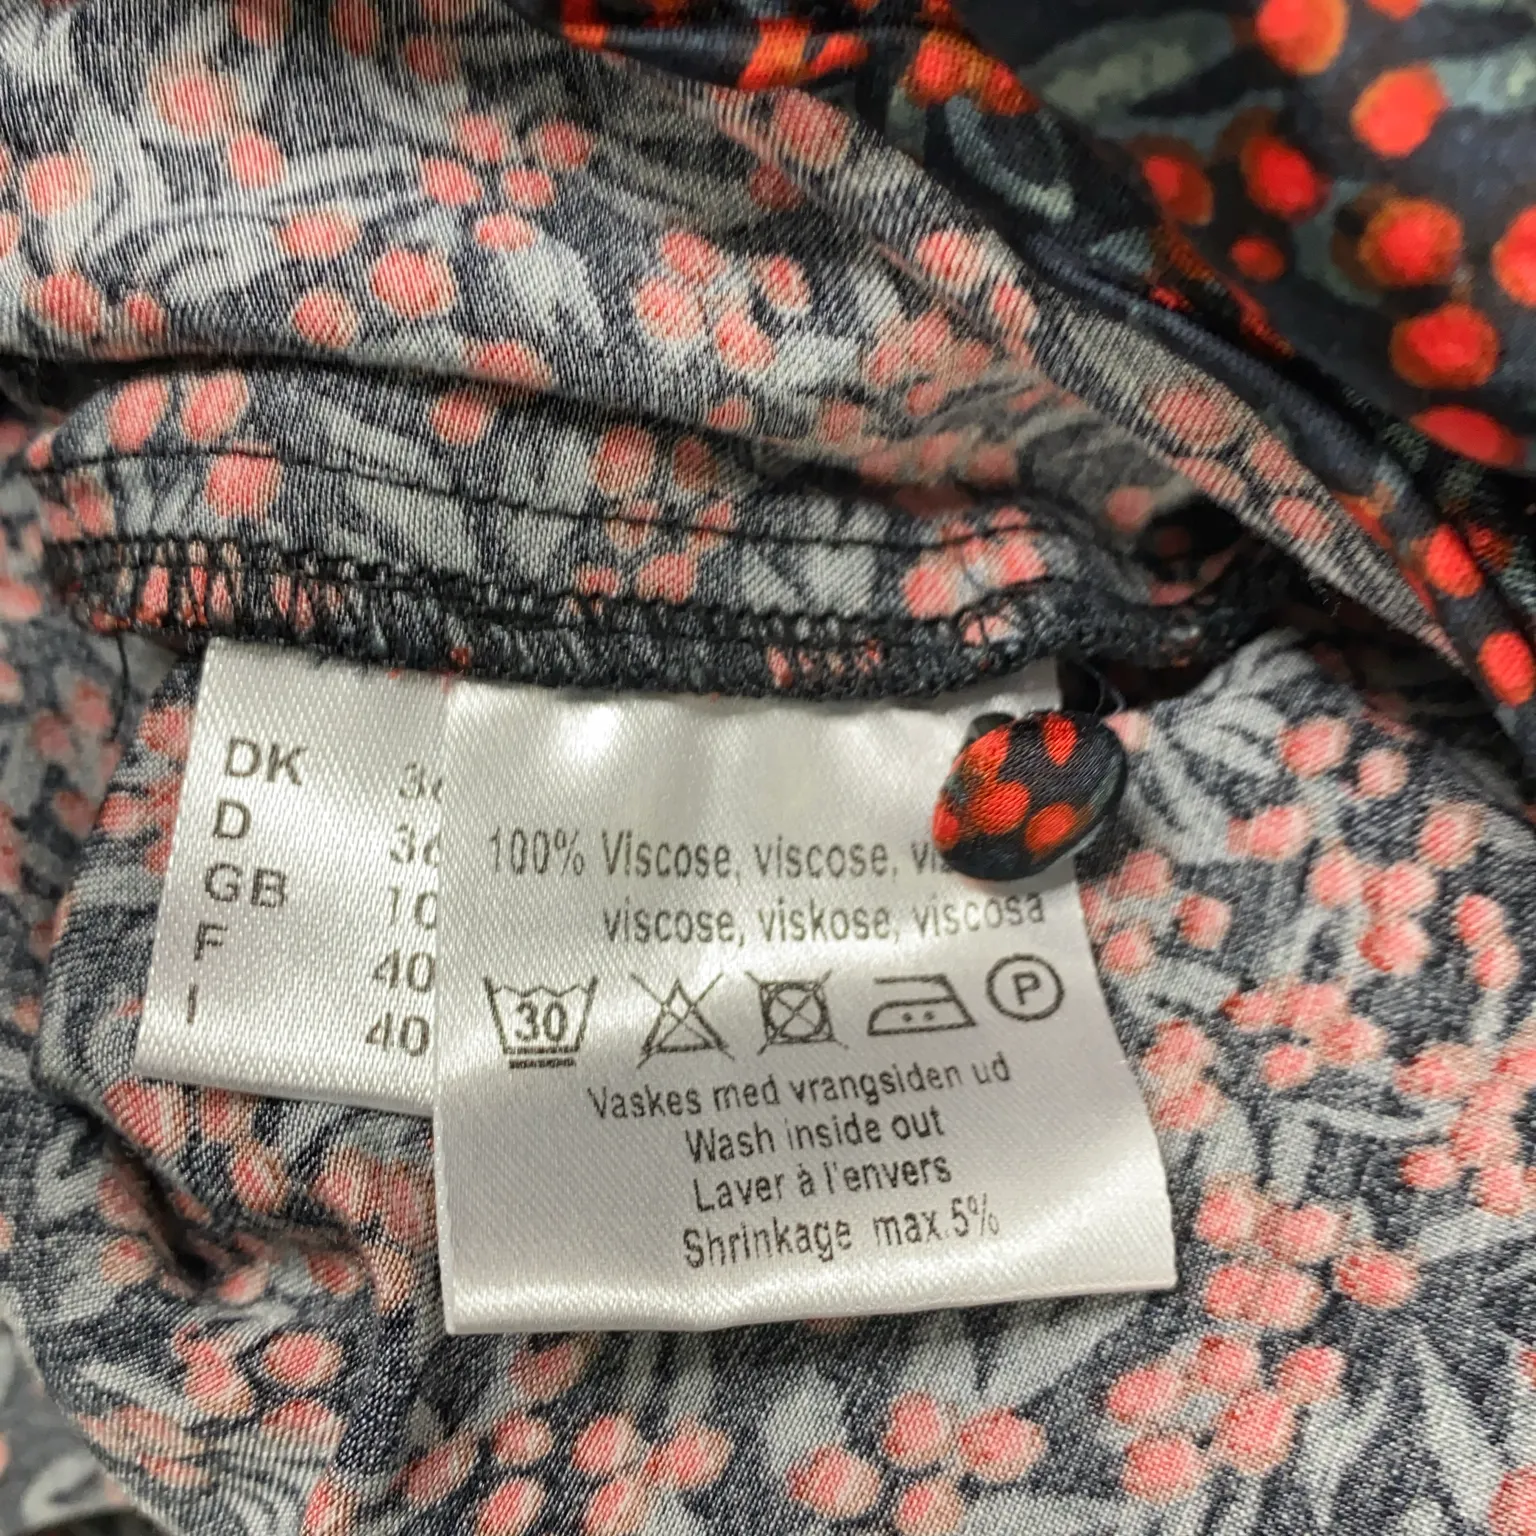 DK
D
GB 10
F 40
I 40
100% Viscose, viscose,
viscose, viskose, viscosa
30
P
Vaskes med vrangsiden ud
Wash inside out
Laver à l'envers
Shrinkage max.5%